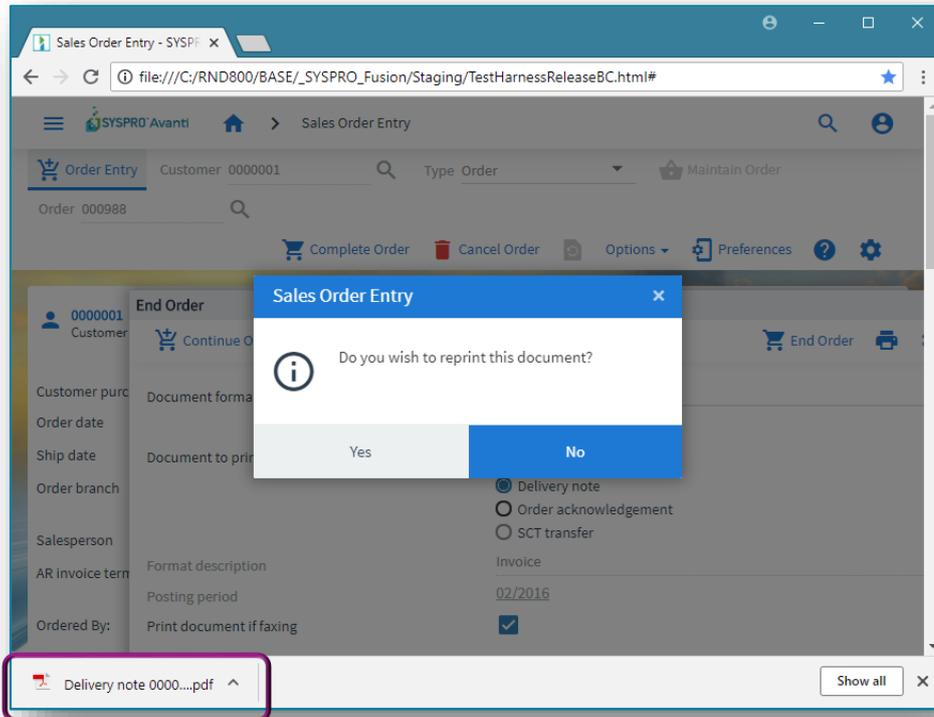 Sales Order Entry - SYSPR
file:///C:/RND800/BASE/_SYSPRO_Fusion/Staging/TestHarnessReleaseBC.html#
SYSPRO Avanti > Sales Order Entry
Order Entry Customer 0000001 Type Order Maintain Order
Order 000988
Complete Order Cancel Order Options Preferences
0000001
Customer
Customer purc
Order date
Ship date
Order branch
Salesperson
AR invoice term
Ordered By:
End Order
Continue O
End Order
Document forma
Document to prin
Delivery note
Order acknowledgement
SCT transfer
Format description Invoice
Posting period 02/2016
Print document if faxing
Sales Order Entry
Do you wish to reprint this document?
Yes No
Delivery note 0000....pdf Show all